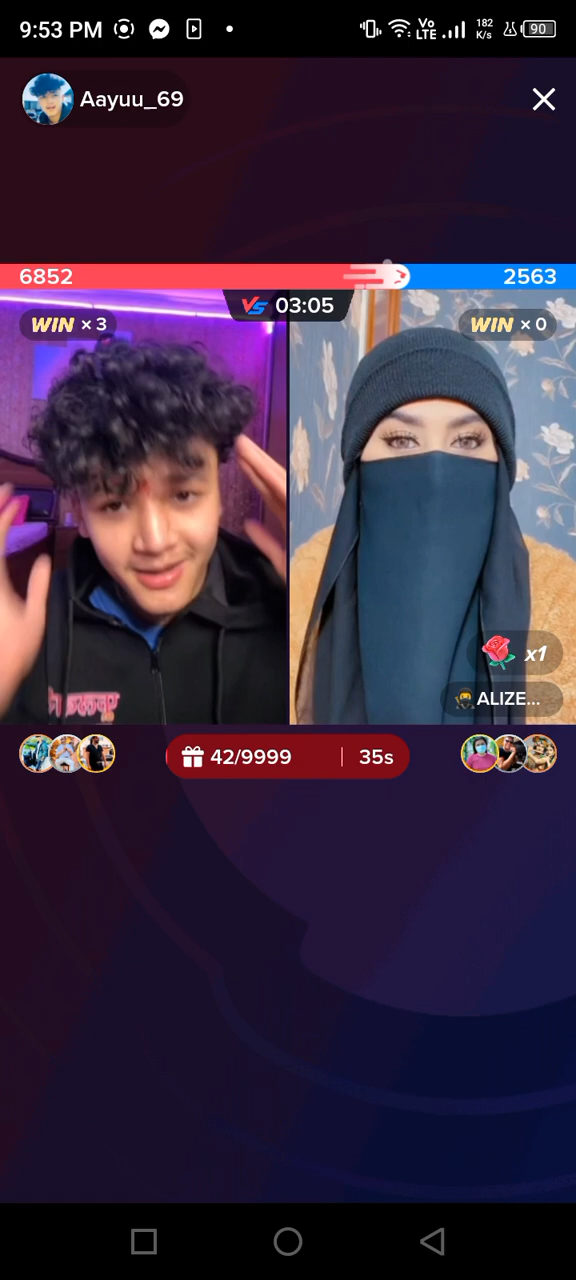 9:53 PM Vo LTE 182 K/s 90
Aayuu_69
6852 2563
VS 03:05
WIN × 3 WIN × 0
x1
ALIZE...
42/9999 35s